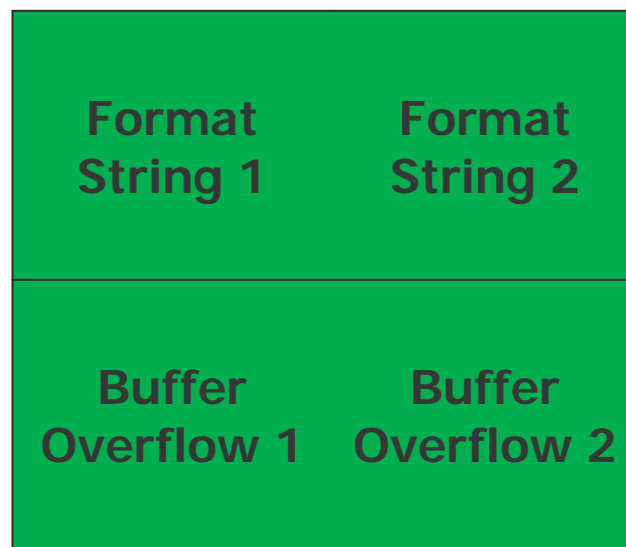 Format Format
String 1 String 2
Buffer Buffer
Overflow 1 Overflow 2